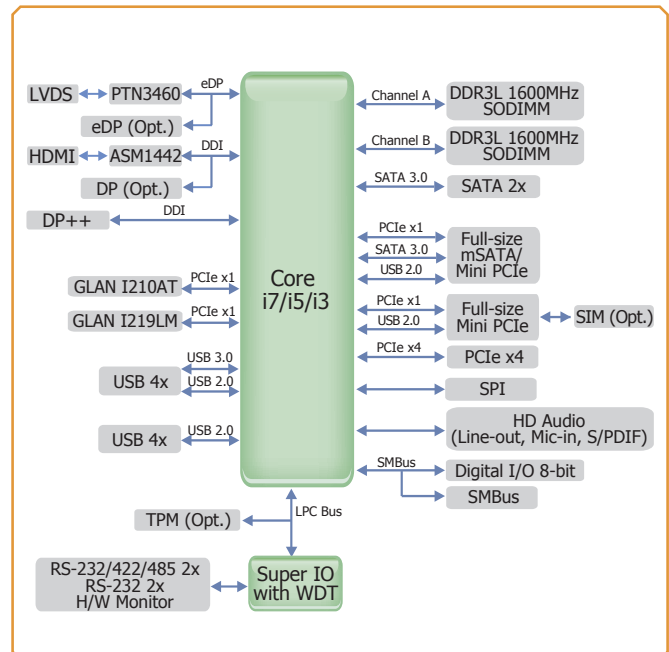 eDP
LVDS
PTN3460
eDP (Opt.)
DDI
HDMI
ASM1442
DP (Opt.)
DDI
DP++
PCIe x1
GLAN I210AT
PCIe x1
GLAN I219LM
USB 3.0
USB 4x
USB 2.0
USB 2.0
USB 4x
Core
i7/i5/i3
Channel A
DDR3L 1600MHz
SODIMM
Channel B
DDR3L 1600MHz
SODIMM
SATA 3.0
SATA 2x
PCIe x1
SATA 3.0
USB 2.0
Full-size
mSATA/
Mini PCIe
PCIe x1
USB 2.0
Full-size
Mini PCIe
SIM (Opt.)
PCIe x4
PCIe x4
SPI
HD Audio
(Line-out, Mic-in, S/PDIF)
SMBus
Digital I/O 8-bit
SMBus
LPC Bus
TPM (Opt.)
RS-232/422/485 2x
RS-232 2x
H/W Monitor
Super IO
with WDT